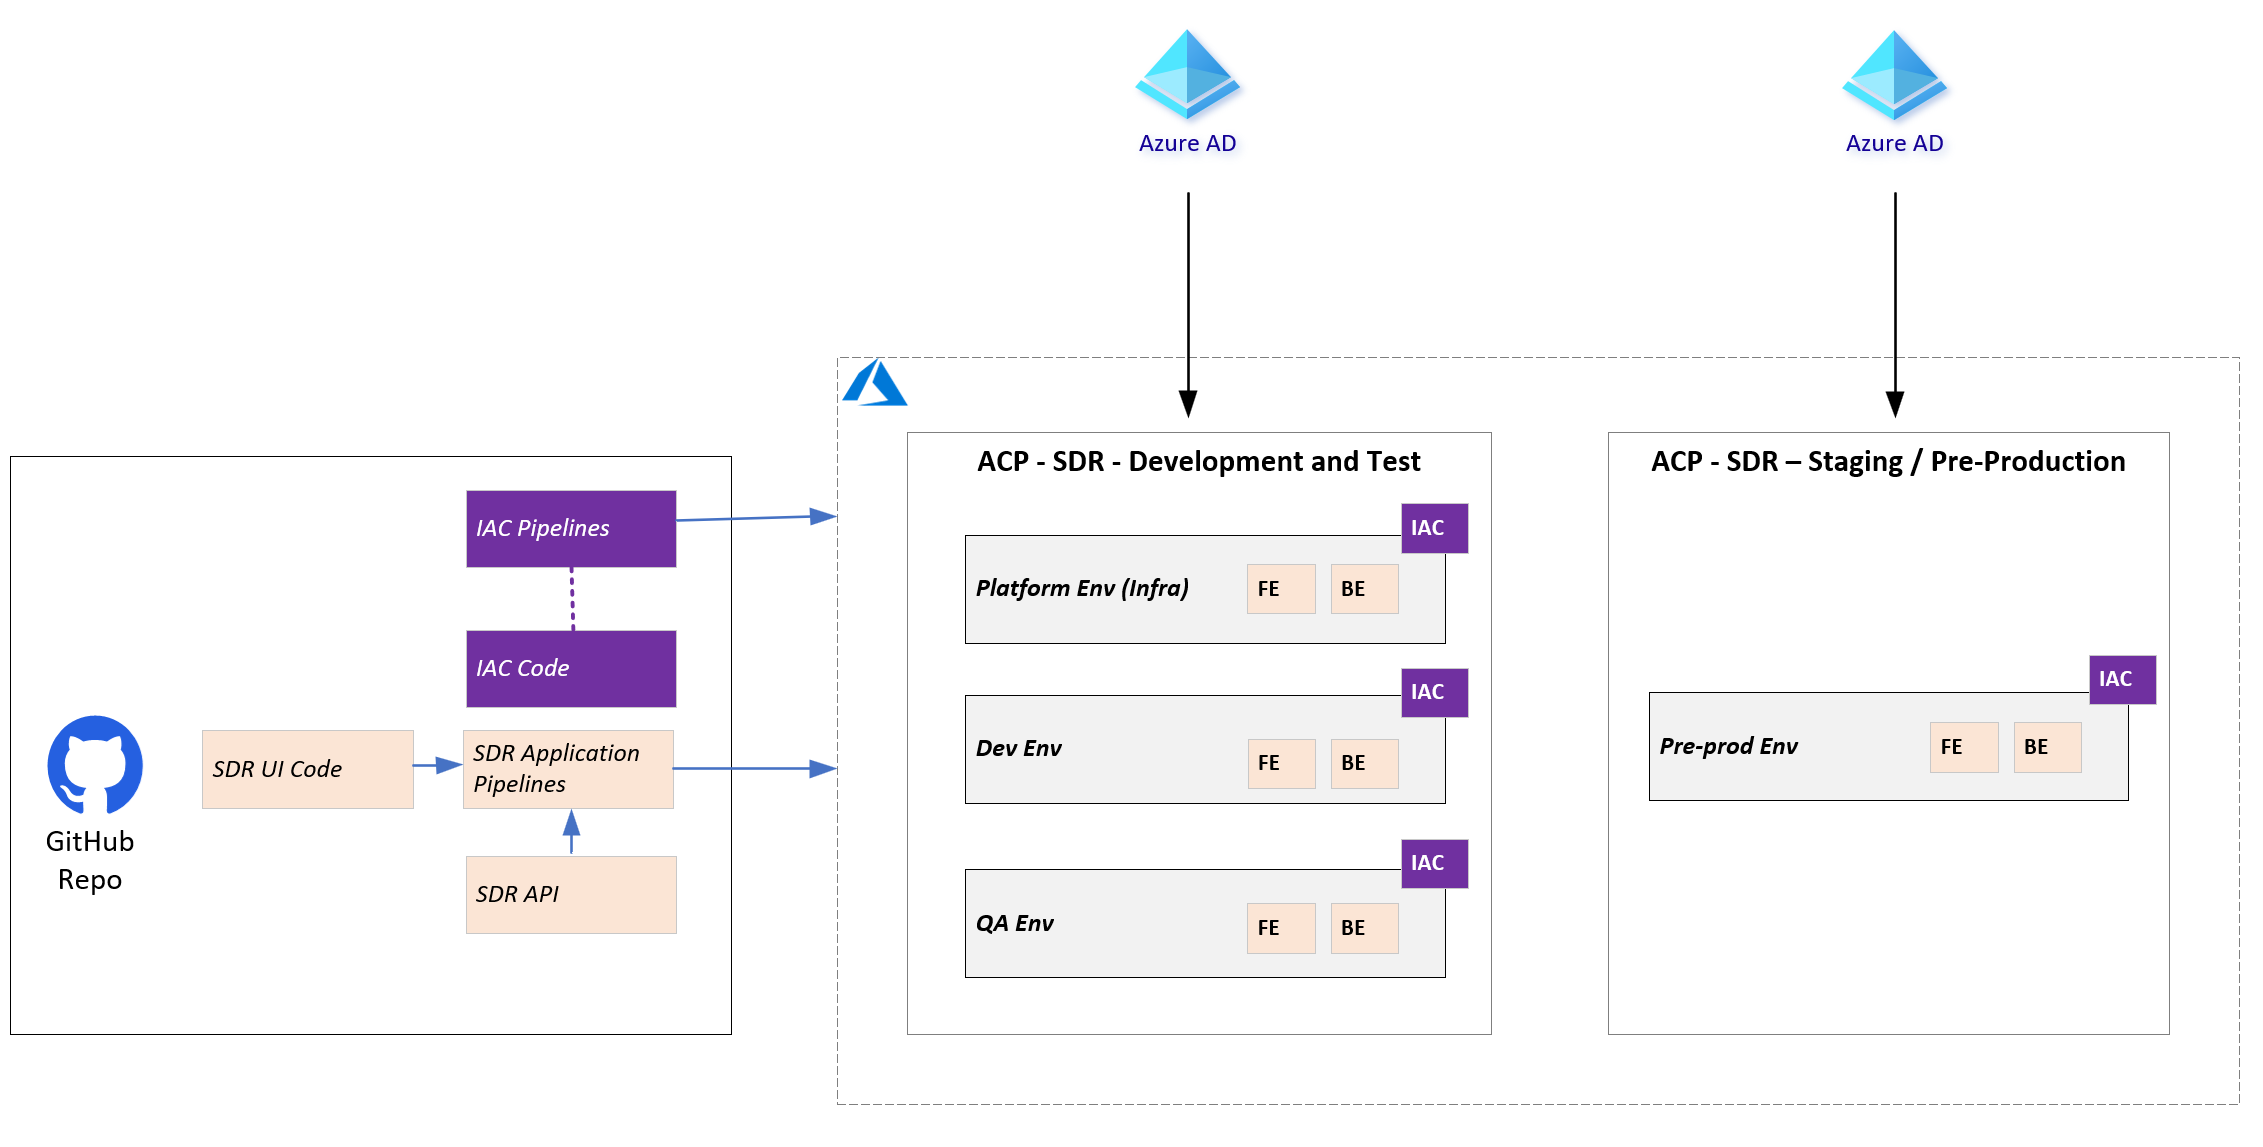 Azure AD
Azure AD
IAC Pipelines
IAC Code
SDR UI Code
SDR Application
Pipelines
SDR API
GitHub
Repo
ACP - SDR - Development and Test
IAC
Platform Env (Infra)
FE
BE
IAC
Dev Env
FE
BE
IAC
QA Env
FE
BE
ACP - SDR – Staging / Pre-Production
IAC
Pre-prod Env
FE
BE